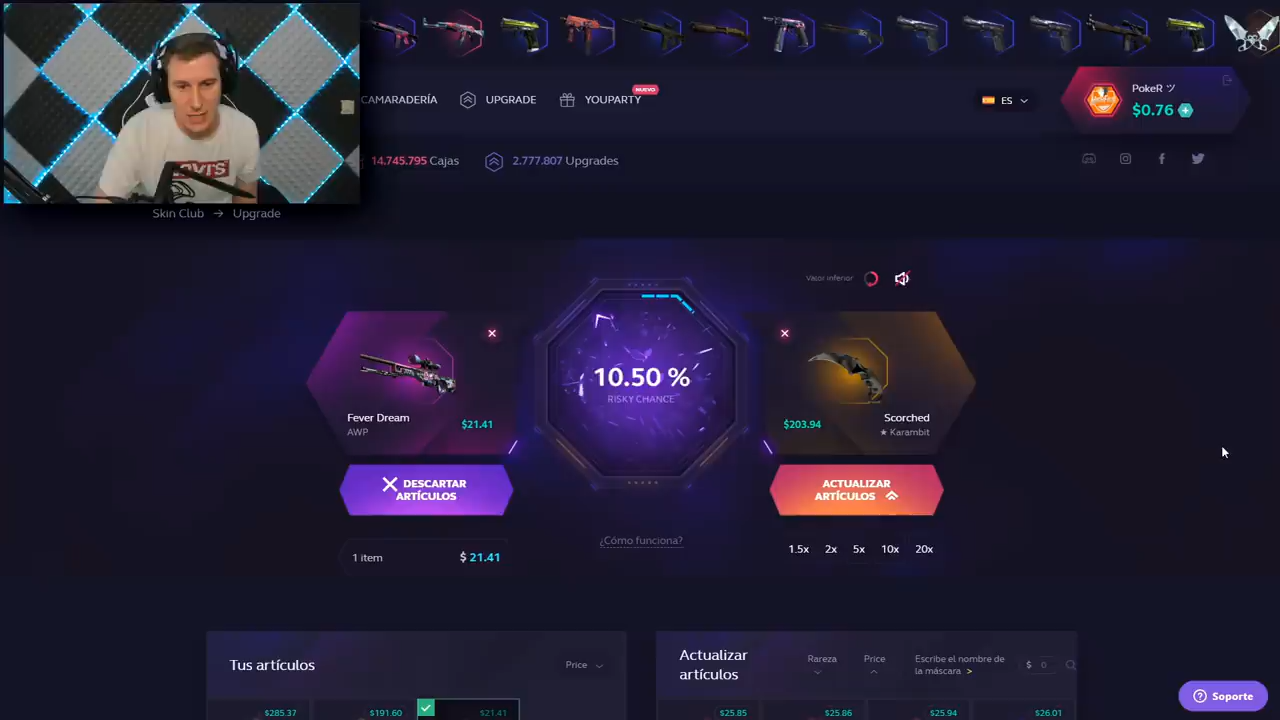 CAMARADERÍA
UPGRADE
YOUPARTY
NUEVO
ES
PokeR ツ
$0.76
14.745.795 Cajas
2.777.807 Upgrades
Skin Club → Upgrade
Valor inferior
10.50 %
RISKY CHANCE
Fever Dream
AWP
$21.41
$203.94
Scorched
★ Karambit
DESCARTAR
ARTÍCULOS
ACTUALIZAR
ARTÍCULOS
¿Cómo funciona?
1 item
$ 21.41
1.5x 2x 5x 10x 20x
Tus artículos
Price
Actualizar
artículos
Rareza
Price
Escribe el nombre de
la máscara >
$ 0
$285.37
$191.60
$21.41
$25.85
$25.86
$25.94
$26.01
Soporte